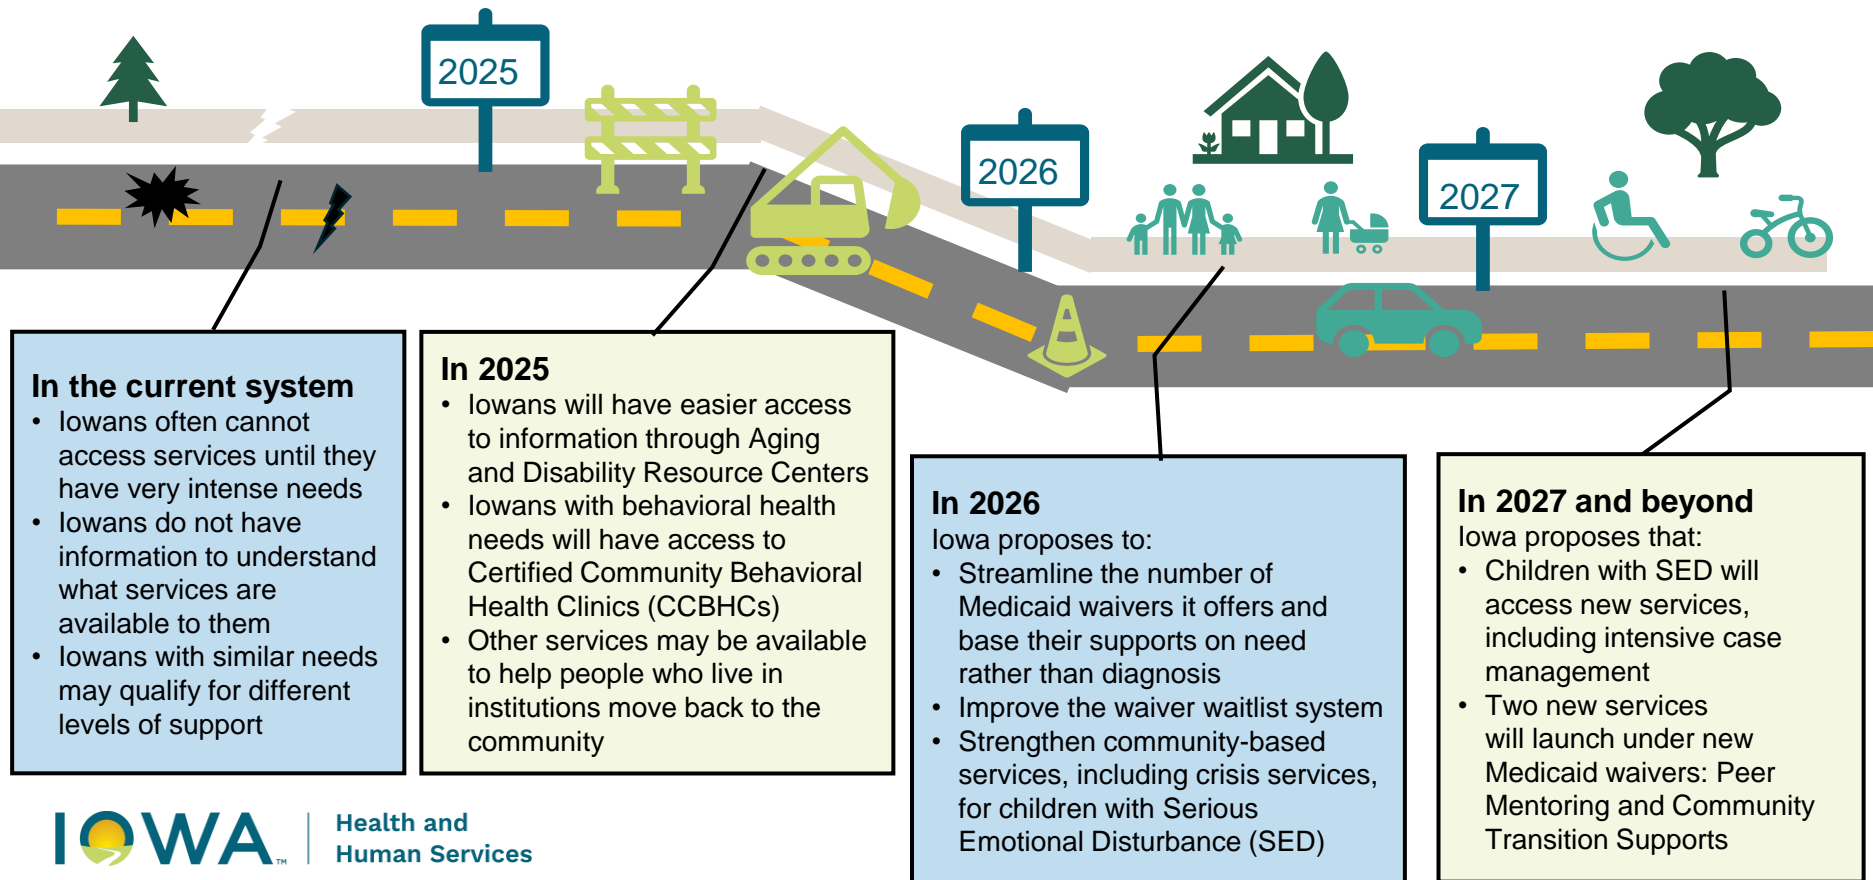 2025
2026
2027
In the current system
• Iowans often cannot
access services until they
have very intense needs
• Iowans do not have
information to understand
what services are
available to them
• Iowans with similar needs
may qualify for different
levels of support
In 2025
• Iowans will have easier access
to information through Aging
and Disability Resource Centers
• Iowans with behavioral health
needs will have access to
Certified Community Behavioral
Health Clinics (CCBHCs)
• Other services may be available
to help people who live in
institutions move back to the
community
In 2026
Iowa proposes to:
• Streamline the number of
Medicaid waivers it offers and
base their supports on need
rather than diagnosis
• Improve the waiver waitlist system
• Strengthen community-based
services, including crisis services,
for children with Serious
Emotional Disturbance (SED)
In 2027 and beyond
Iowa proposes that:
• Children with SED will
access new services,
including intensive case
management
• Two new services
will launch under new
Medicaid waivers: Peer
Mentoring and Community
Transition Supports
IOWA™
Health and
Human Services